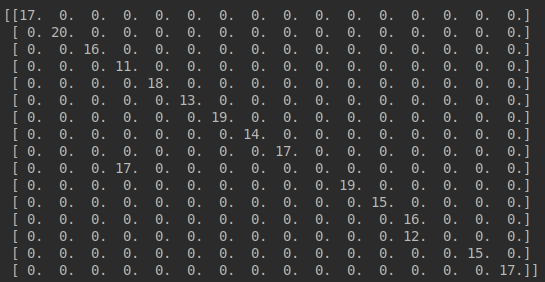 [[17.  0.  0.  0.  0.  0.  0.  0.  0.  0.  0.  0.  0.  0.  0.  0.]
 [ 0. 20.  0.  0.  0.  0.  0.  0.  0.  0.  0.  0.  0.  0.  0.  0.]
 [ 0.  0. 16.  0.  0.  0.  0.  0.  0.  0.  0.  0.  0.  0.  0.  0.]
 [ 0.  0.  0. 11.  0.  0.  0.  0.  0.  0.  0.  0.  0.  0.  0.  0.]
 [ 0.  0.  0.  0. 18.  0.  0.  0.  0.  0.  0.  0.  0.  0.  0.  0.]
 [ 0.  0.  0.  0.  0. 13.  0.  0.  0.  0.  0.  0.  0.  0.  0.  0.]
 [ 0.  0.  0.  0.  0.  0. 19.  0.  0.  0.  0.  0.  0.  0.  0.  0.]
 [ 0.  0.  0.  0.  0.  0.  0. 14.  0.  0.  0.  0.  0.  0.  0.  0.]
 [ 0.  0.  0.  0.  0.  0.  0.  0. 17.  0.  0.  0.  0.  0.  0.  0.]
 [ 0.  0.  0. 17.  0.  0.  0.  0.  0.  0.  0.  0.  0.  0.  0.  0.]
 [ 0.  0.  0.  0.  0.  0.  0.  0.  0.  0. 19.  0.  0.  0.  0.  0.]
 [ 0.  0.  0.  0.  0.  0.  0.  0.  0.  0.  0. 15.  0.  0.  0.  0.]
 [ 0.  0.  0.  0.  0.  0.  0.  0.  0.  0.  0.  0. 16.  0.  0.  0.]
 [ 0.  0.  0.  0.  0.  0.  0.  0.  0.  0.  0.  0. 12.  0.  0.  0.]
 [ 0.  0.  0.  0.  0.  0.  0.  0.  0.  0.  0.  0.  0.  0. 15.  0.]
 [ 0.  0.  0.  0.  0.  0.  0.  0.  0.  0.  0.  0.  0.  0.  0. 17.]]